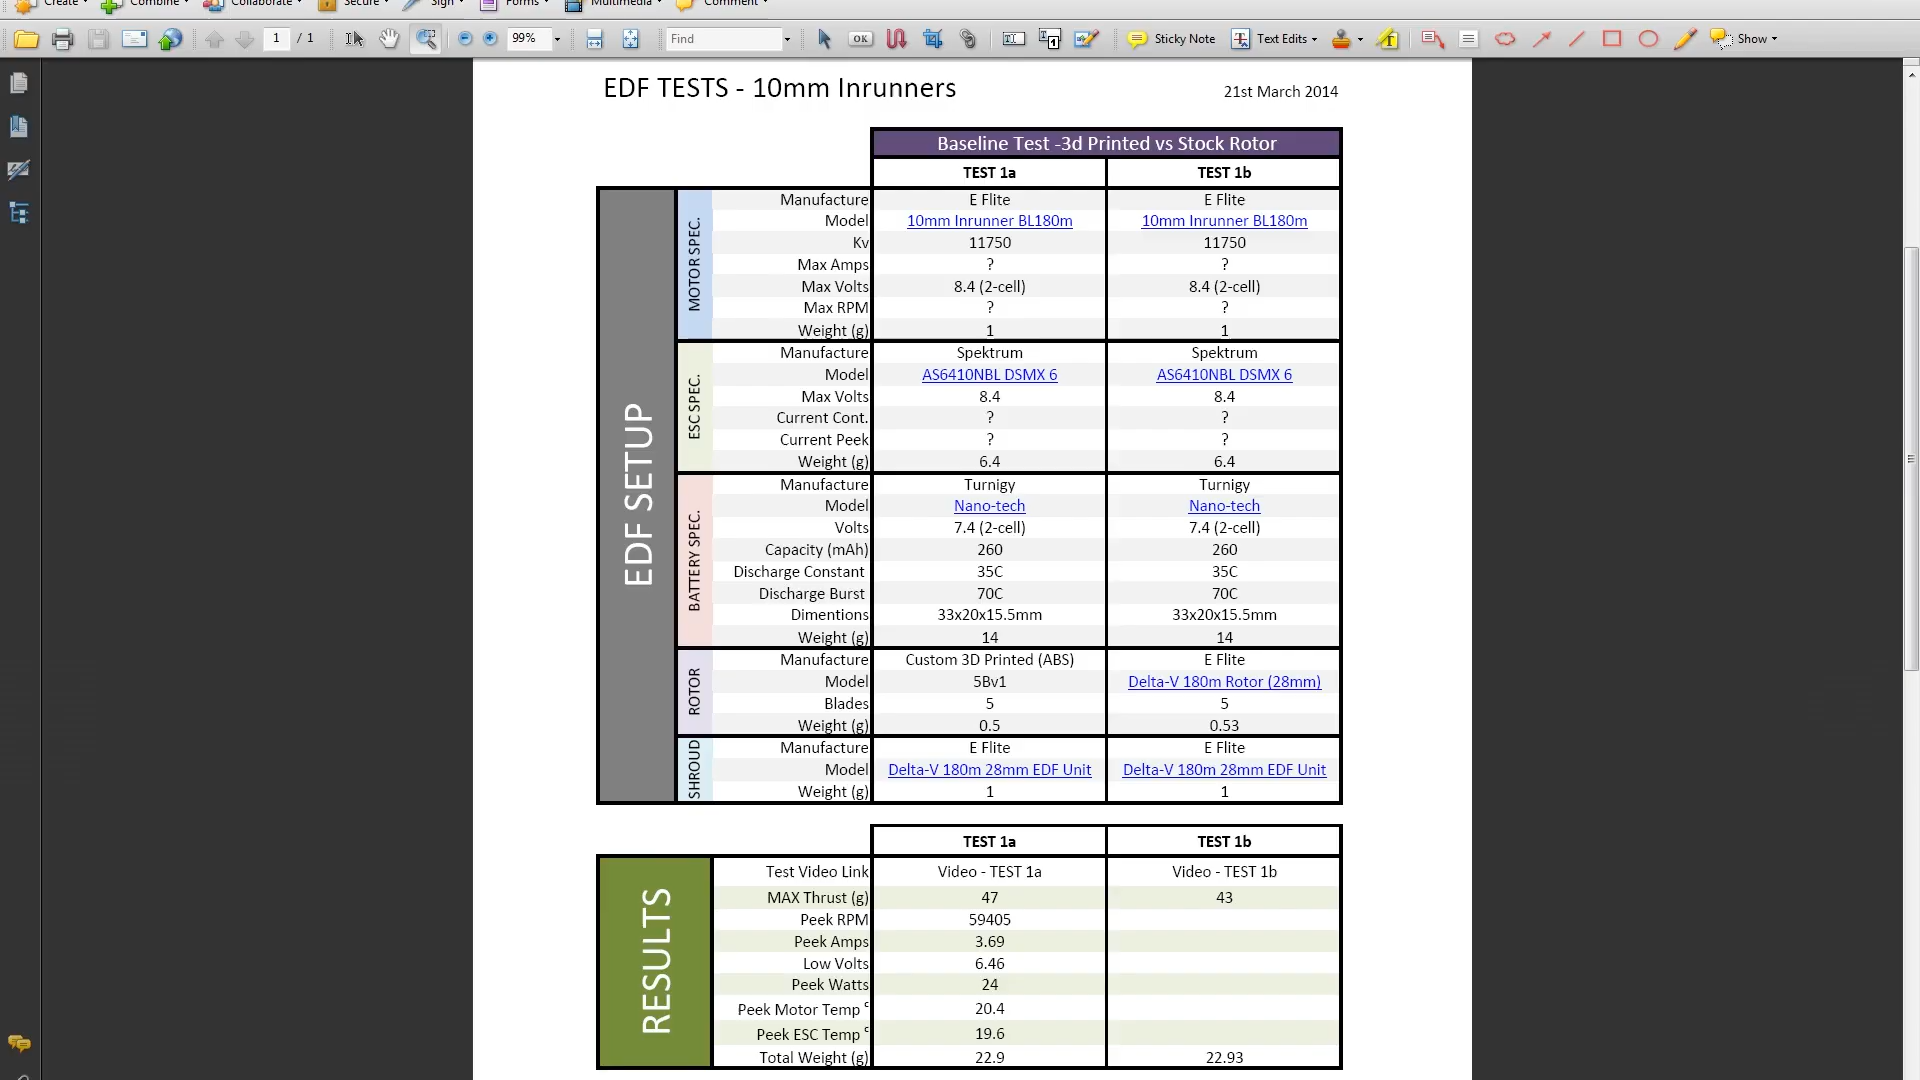 Create Combine Collaborate Secure Sign Forms Multimedia Comment
1 / 1 OK 99% Find Sticky Note Text Edits Show
EDF TESTS - 10mm Inrunners
21st March 2014
Baseline Test -3d Printed vs Stock Rotor
TEST 1a TEST 1b
EDF SETUP
MOTOR SPEC.
Manufacture E Flite E Flite
Model 10mm Inrunner BL180m 10mm Inrunner BL180m
Kv 11750 11750
Max Amps ? ?
Max Volts 8.4 (2-cell) 8.4 (2-cell)
Max RPM ? ?
Weight (g) 1 1
ESC SPEC.
Manufacture Spektrum Spektrum
Model AS6410NBL DSMX 6 AS6410NBL DSMX 6
Max Volts 8.4 8.4
Current Cont. ? ?
Current Peek ? ?
Weight (g) 6.4 6.4
BATTERY SPEC.
Manufacture Turnigy Turnigy
Model Nano-tech Nano-tech
Volts 7.4 (2-cell) 7.4 (2-cell)
Capacity (mAh) 260 260
Discharge Constant 35C 35C
Discharge Burst 70C 70C
Dimentions 33x20x15.5mm 33x20x15.5mm
Weight (g) 14 14
ROTOR
Manufacture Custom 3D Printed (ABS) E Flite
Model 5Bv1 Delta-V 180m Rotor (28mm)
Blades 5 5
Weight (g) 0.5 0.53
SHROUD
Manufacture E Flite E Flite
Model Delta-V 180m 28mm EDF Unit Delta-V 180m 28mm EDF Unit
Weight (g) 1 1
TEST 1a TEST 1b
RESULTS
Test Video Link Video - TEST 1a Video - TEST 1b
MAX Thrust (g) 47 43
Peek RPM 59405
Peek Amps 3.69
Low Volts 6.46
Peek Watts 24
Peek Motor Temp c 20.4
Peek ESC Temp c 19.6
Total Weight (g) 22.9 22.93